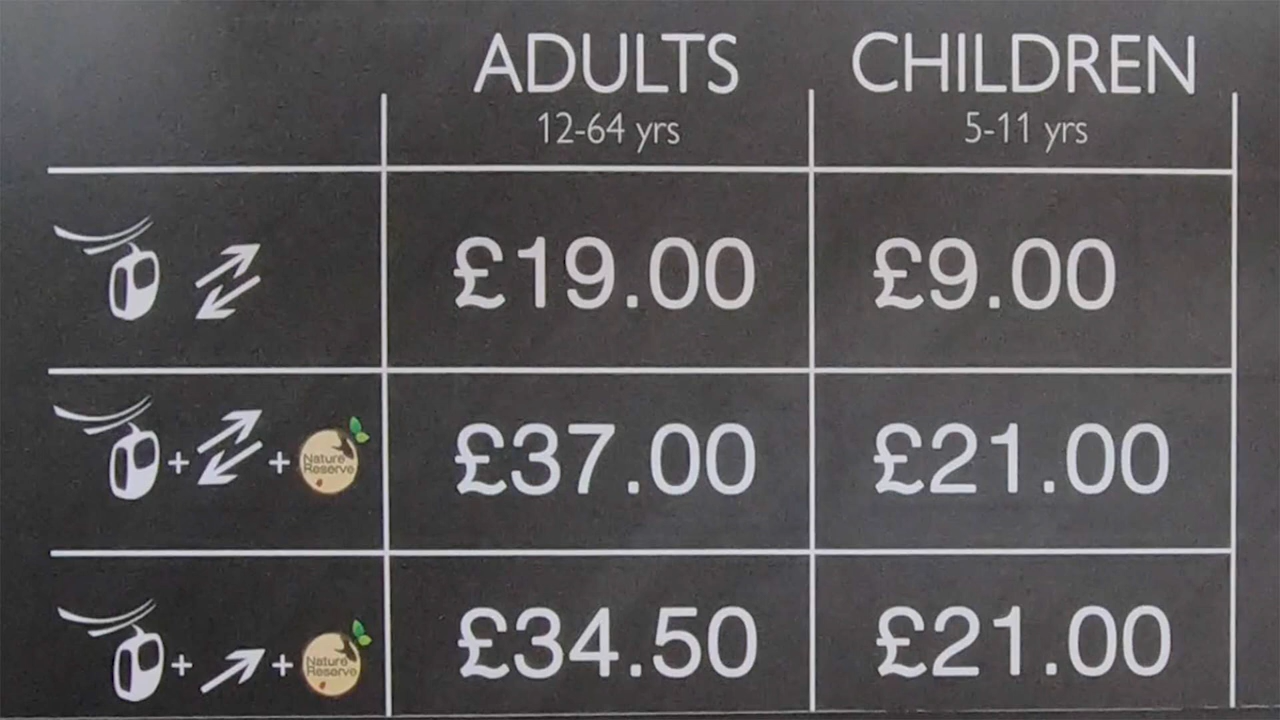 ADULTS CHILDREN
12-64 yrs 5-11 yrs
£19.00 £9.00
+ + Nature
Reserve £37.00 £21.00
+ + Nature
Reserve £34.50 £21.00